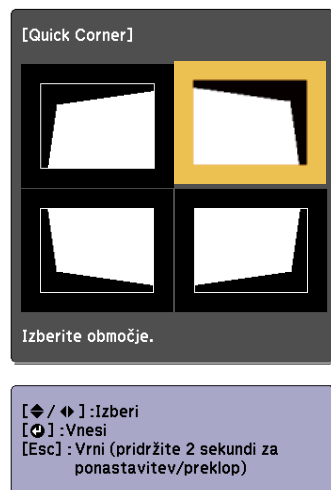 [Quick Corner]
Izberite območje.
[ / ] :Izberi
[ ] :Vnesi
[Esc] : Vrni (pridržite 2 sekundi za
ponastavitev/preklop)